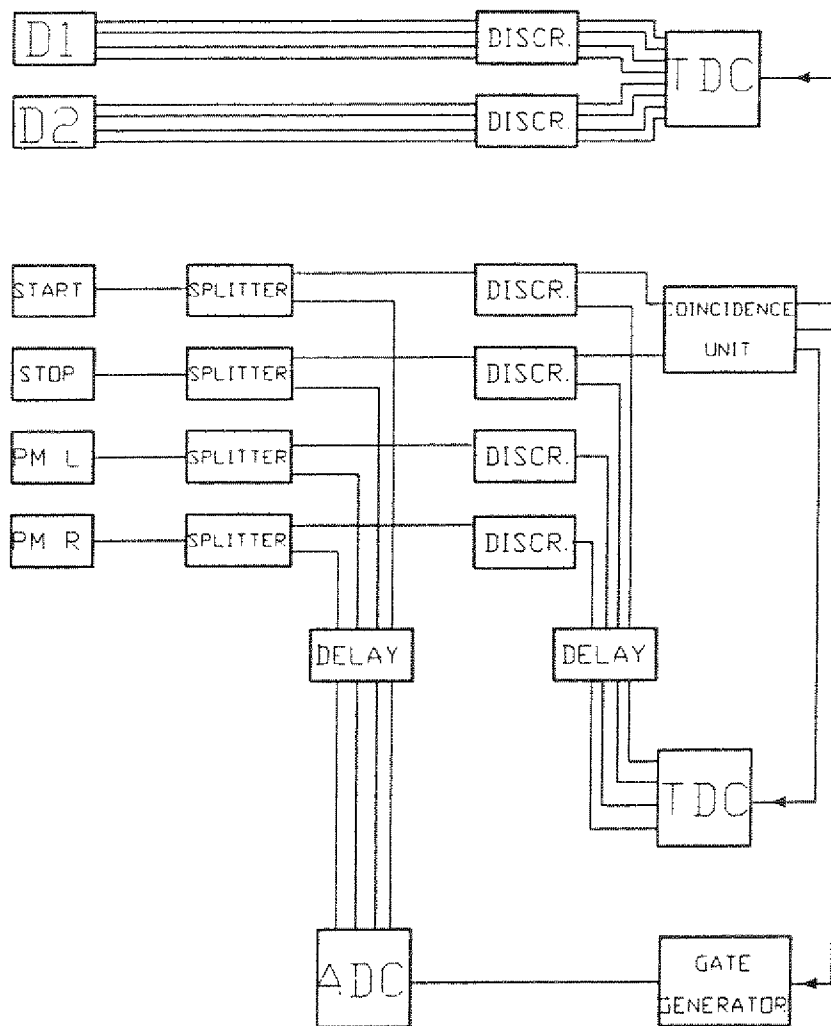 D1
DISCR.
TDC
D2
DISCR.
START
SPLITTER
DISCR.
COINCIDENCE
UNIT
STOP
SPLITTER
DISCR.
PM L
SPLITTER
DISCR.
PM R
SPLITTER
DISCR.
DELAY
DELAY
TDC
ADC
GATE
GENERATOR